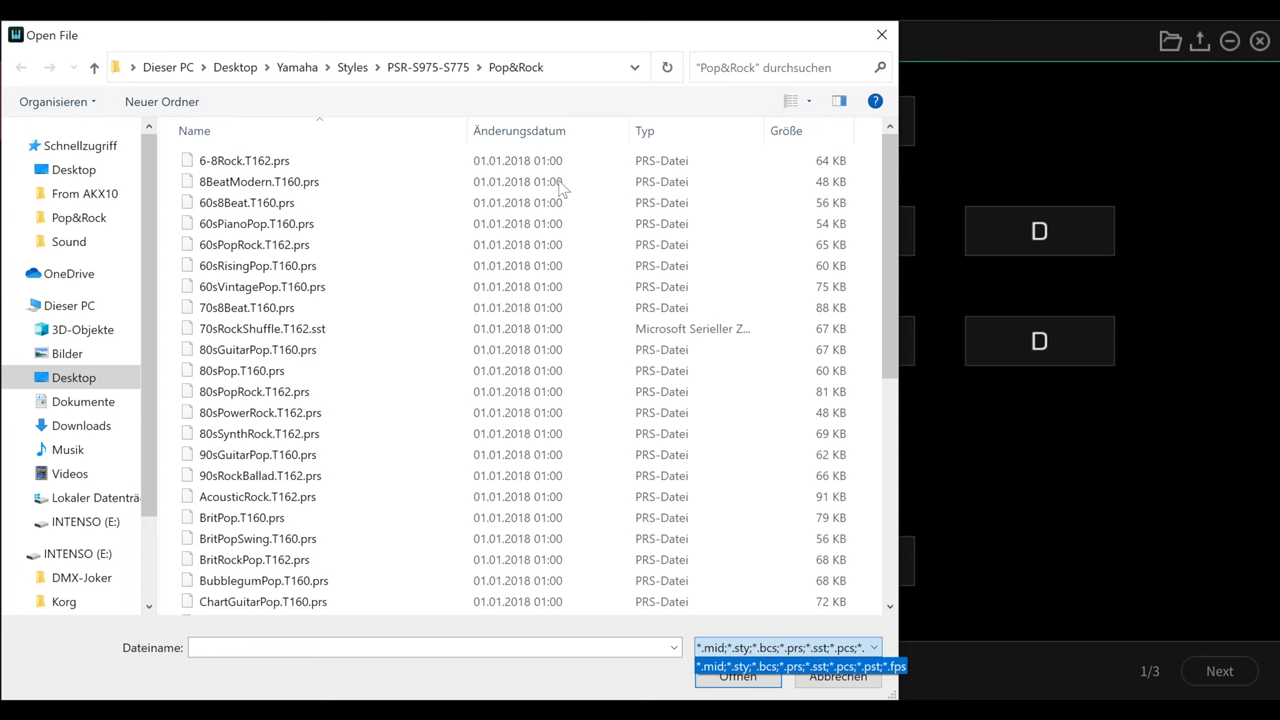 Open File
Dieser PC > Desktop > Yamaha > Styles > PSR-S975-S775 > Pop&Rock
"Pop&Rock" durchsuchen
Organisieren
Neuer Ordner
Name Änderungsdatum Typ Größe
Schnellzugriff
Desktop
From AKX10
Pop&Rock
Sound
OneDrive
Dieser PC
3D-Objekte
Bilder
Desktop
Dokumente
Downloads
Musik
Videos
Lokaler Datenträ
INTENSO (E:)
INTENSO (E:)
DMX-Joker
Korg
6-8Rock.T162.prs 01.01.2018 01:00 PRS-Datei 64 KB
8BeatModern.T160.prs 01.01.2018 01:00 PRS-Datei 48 KB
60s8Beat.T160.prs 01.01.2018 01:00 PRS-Datei 56 KB
60sPianoPop.T160.prs 01.01.2018 01:00 PRS-Datei 54 KB
60sPopRock.T162.prs 01.01.2018 01:00 PRS-Datei 65 KB
60sRisingPop.T160.prs 01.01.2018 01:00 PRS-Datei 60 KB
60sVintagePop.T160.prs 01.01.2018 01:00 PRS-Datei 75 KB
70s8Beat.T160.prs 01.01.2018 01:00 PRS-Datei 88 KB
70sRockShuffle.T162.sst 01.01.2018 01:00 Microsoft Serieller Z... 67 KB
80sGuitarPop.T160.prs 01.01.2018 01:00 PRS-Datei 67 KB
80sPop.T160.prs 01.01.2018 01:00 PRS-Datei 60 KB
80sPopRock.T162.prs 01.01.2018 01:00 PRS-Datei 81 KB
80sPowerRock.T162.prs 01.01.2018 01:00 PRS-Datei 48 KB
80sSynthRock.T162.prs 01.01.2018 01:00 PRS-Datei 69 KB
90sGuitarPop.T160.prs 01.01.2018 01:00 PRS-Datei 62 KB
90sRockBallad.T162.prs 01.01.2018 01:00 PRS-Datei 66 KB
AcousticRock.T162.prs 01.01.2018 01:00 PRS-Datei 91 KB
BritPop.T160.prs 01.01.2018 01:00 PRS-Datei 79 KB
BritPopSwing.T160.prs 01.01.2018 01:00 PRS-Datei 56 KB
BritRockPop.T162.prs 01.01.2018 01:00 PRS-Datei 68 KB
BubblegumPop.T160.prs 01.01.2018 01:00 PRS-Datei 68 KB
ChartGuitarPop.T160.prs 01.01.2018 01:00 PRS-Datei 72 KB
Dateiname:
*.mid;*.sty;*.bcs;*.prs;*.sst;*.pcs;*.
*.mid;*.sty;*.bcs;*.prs;*.sst;*.pcs;*.pst;*.fps
Öffnen
Abbrechen
D
D
1/3
Next